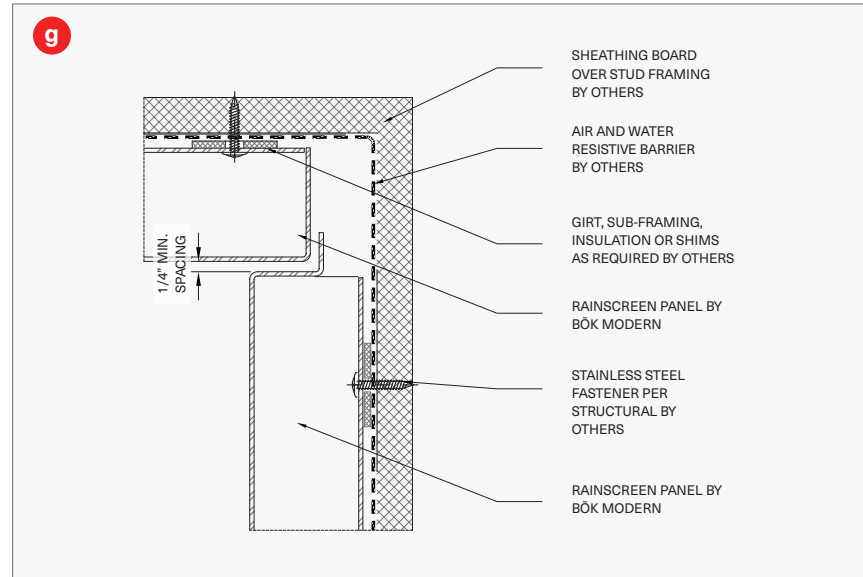 g
SHEATHING BOARD
OVER STUD FRAMING
BY OTHERS
AIR AND WATER
RESISTIVE BARRIER
BY OTHERS
GIRT, SUB-FRAMING,
INSULATION OR SHIMS
AS REQUIRED BY OTHERS
1/4" MIN.
SPACING
RAINSCREEN PANEL BY
BŌK MODERN
STAINLESS STEEL
FASTENER PER
STRUCTURAL BY
OTHERS
RAINSCREEN PANEL BY
BŌK MODERN